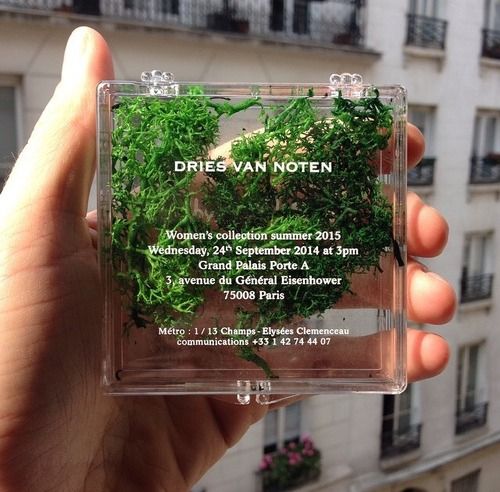 DRIES VAN NOTEN
Women's collection summer 2015
Wednesday, 24th September 2014 at 3pm
Grand Palais Porte A
3, avenue du Général Eisenhower
75008 Paris
Métro : 1 / 13 Champs - Elysées Clemenceau
communications +33 1 42 74 44 07